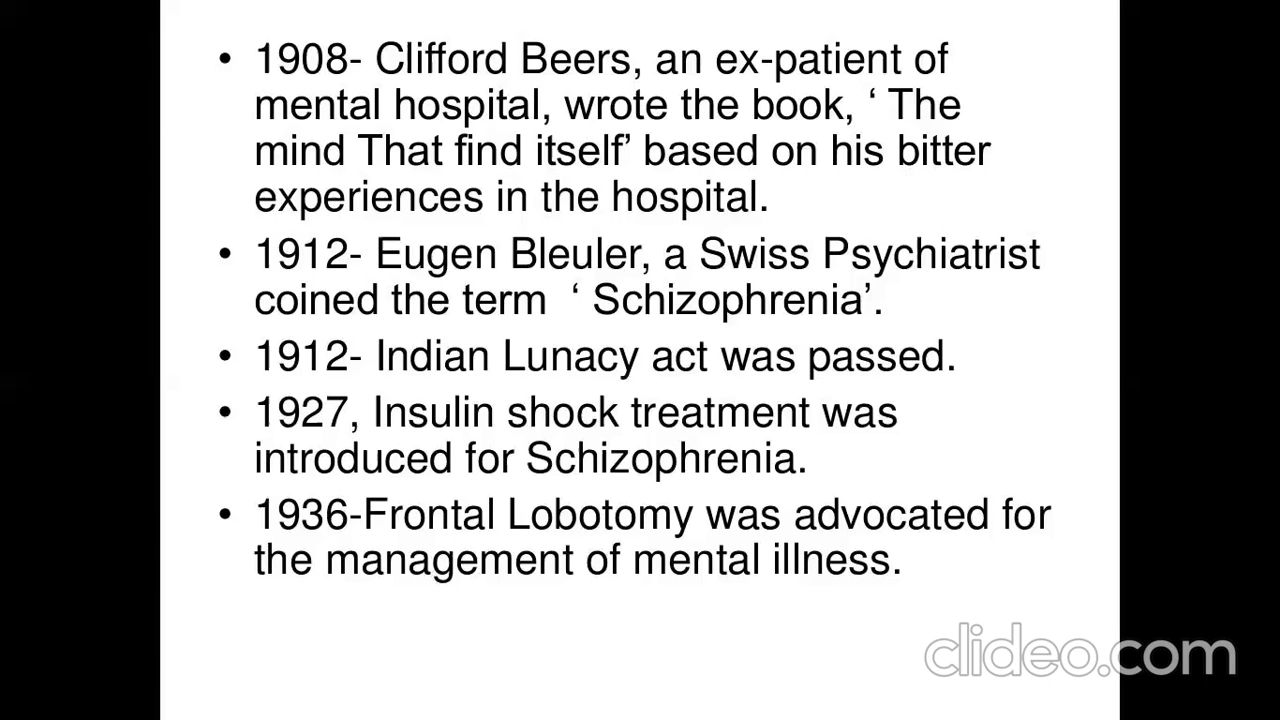 • 1908- Clifford Beers, an ex-patient of
mental hospital, wrote the book, ‘ The
mind That find itself’ based on his bitter
experiences in the hospital.
• 1912- Eugen Bleuler, a Swiss Psychiatrist
coined the term ‘ Schizophrenia’.
• 1912- Indian Lunacy act was passed.
• 1927, Insulin shock treatment was
introduced for Schizophrenia.
• 1936-Frontal Lobotomy was advocated for
the management of mental illness.
clideo.com